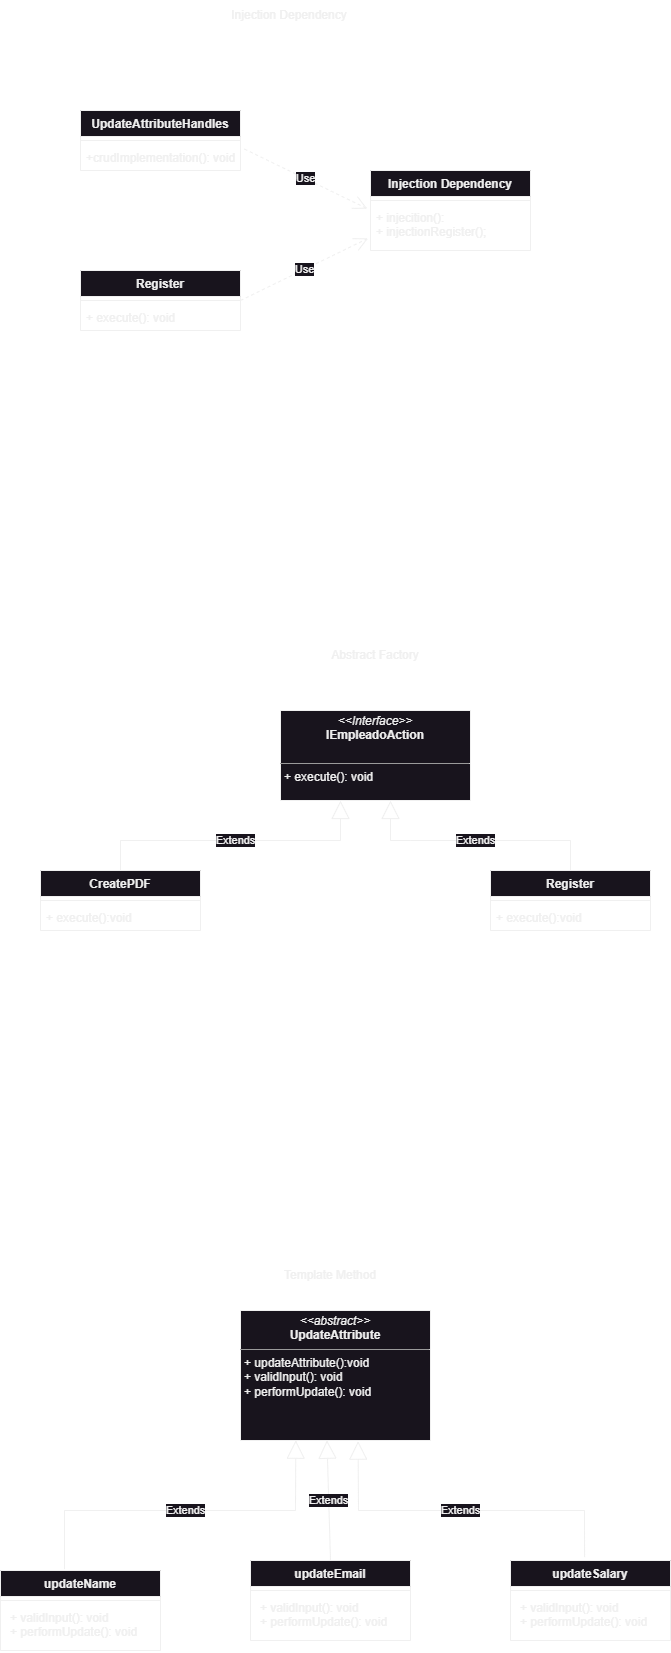 Injection Dependency
UpdateAttributeHandles
+crudImplementation(): void
Use
Injection Dependency
+ injecition():
+ injectionRegister();
Use
Register
+ execute(): void
Abstract Factory
<<Interface>>
IEmpleadoAction
+ execute(): void
Extends
Extends
CreatePDF
+ execute():void
Register
+ execute():void
Template Method
<<abstract>>
UpdateAttribute
+ updateAttribute():void
+ validInput(): void
+ performUpdate(): void
Extends
Extends
Extends
updateName
+ validInput(): void
+ performUpdate(): void
updateEmail
+ validInput(): void
+ performUpdate(): void
updateSalary
+ validInput(): void
+ performUpdate(): void